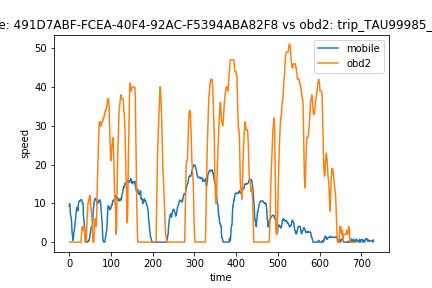 e: 491D7ABF-FCEA-40F4-92AC-F5394ABA82F8 vs obd2: trip_TAU99985_
mobile
obd2
speed
50
40
30
20
10
0
0 100 200 300 400 500 600 700
time